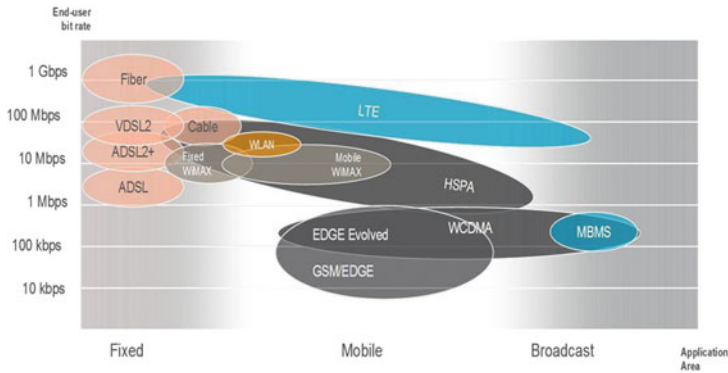 End-user
bit rate
1 Gbps
Fiber
LTE
100 Mbps
VDSL2
Cable
WLAN
ADSL2+
10 Mbps
Fixed
WiMAX
Mobile
WiMAX
ADSL
HSPA
1 Mbps
WCDMA
EDGE Evolved
MBMS
100 kbps
GSM/EDGE
10 kbps
Fixed
Mobile
Broadcast
Application
Area